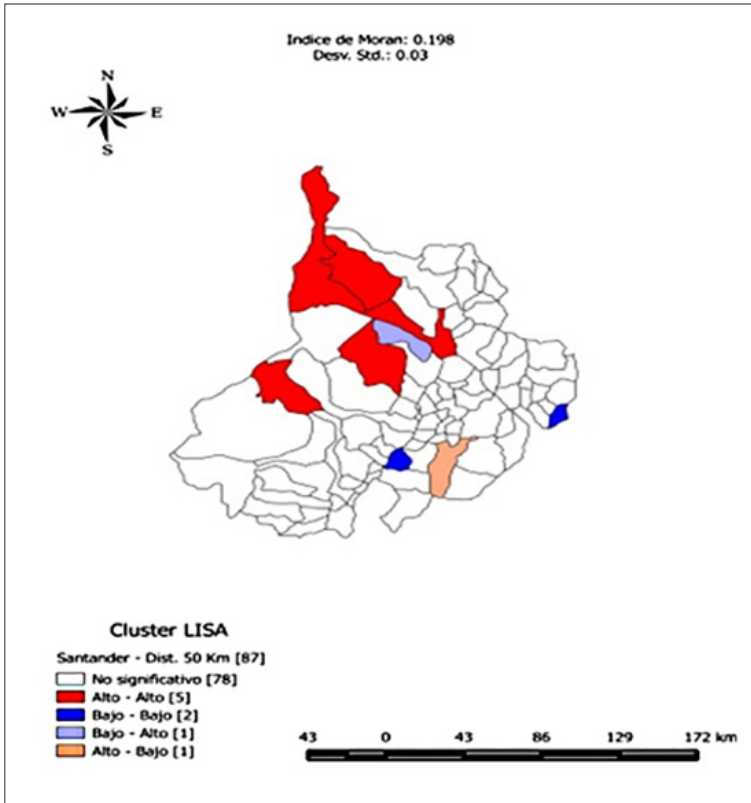 Indice de Moran: 0.198
Desv. Std.: 0.03
N
W E
S
Cluster LISA
Santander - Dist. 50 Km [87]
No significativo [78]
Alto - Alto [5]
Bajo - Bajo [2]
Bajo - Alto [1]
Alto - Bajo [1]
43 0 43 86 129 172 km